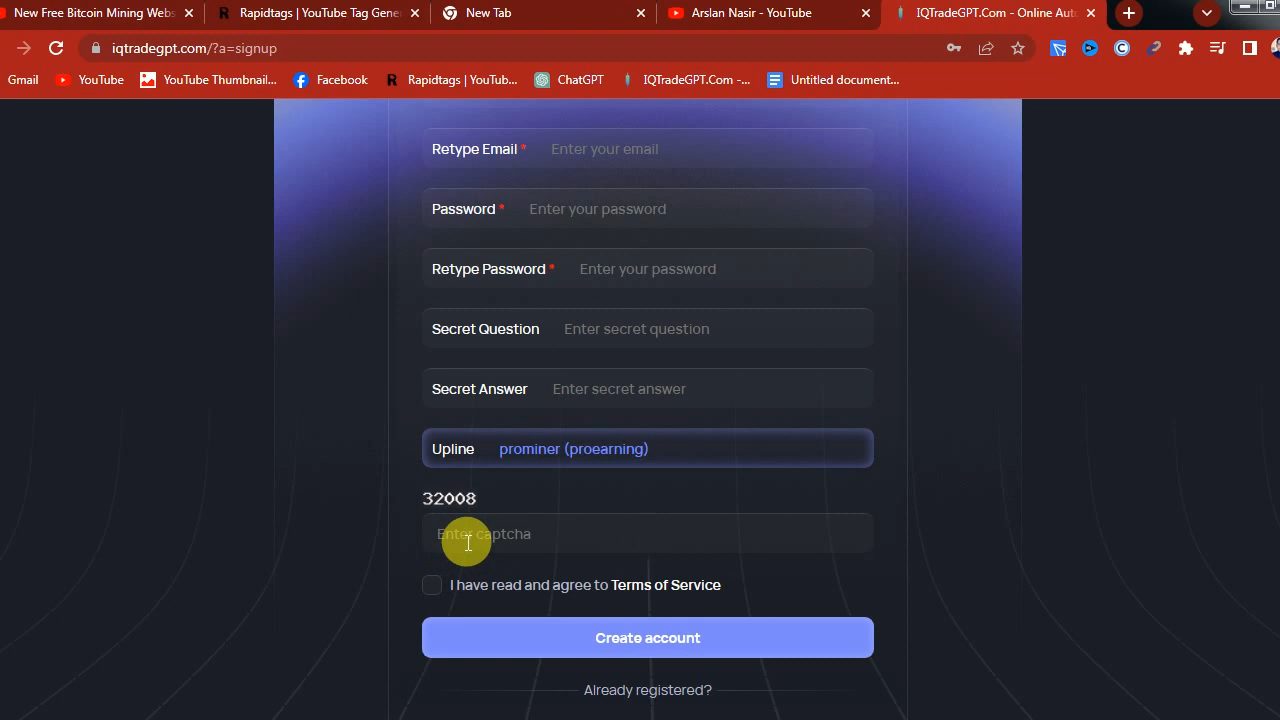 New Free Bitcoin Mining Webs
Rapidtags | YouTube Tag Gene
New Tab
Arslan Nasir - YouTube
IQTradeGPT.Com - Online Auto
iqtradegpt.com/?a=signup
Gmail
YouTube
YouTube Thumbnail...
Facebook
Rapidtags | YouTub...
ChatGPT
IQTradeGPT.Com -...
Untitled document...
Retype Email * Enter your email
Password * Enter your password
Retype Password * Enter your password
Secret Question Enter secret question
Secret Answer Enter secret answer
Upline prominer (proearning)
32008
Enter captcha
I have read and agree to Terms of Service
Create account
Already registered?